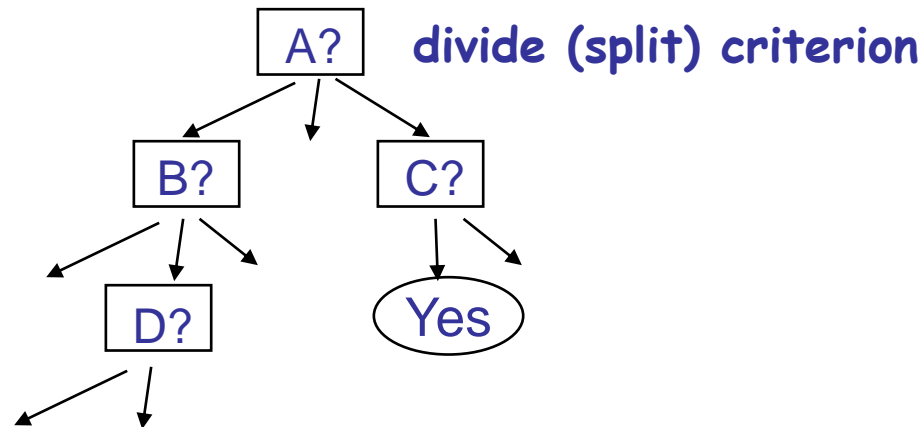 A? divide (split) criterion
B? C?
D? Yes